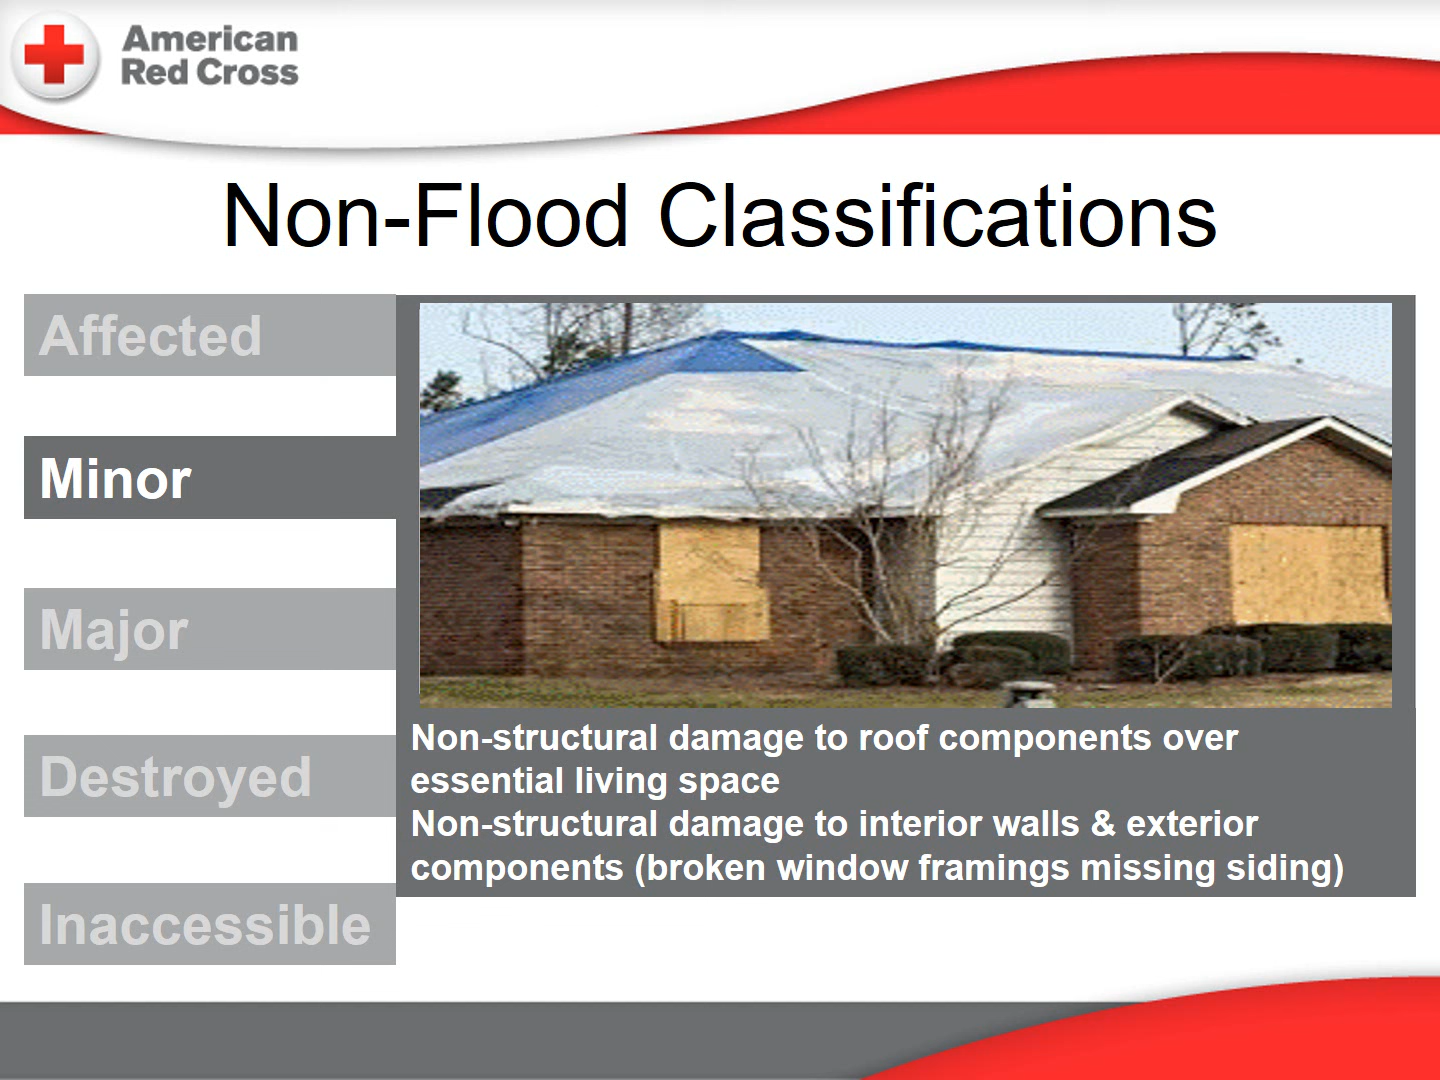 American
Red Cross
Non-Flood Classifications
Affected
Minor
Major
Destroyed
Inaccessible
Non-structural damage to roof components over
essential living space
Non-structural damage to interior walls & exterior
components (broken window framings missing siding)